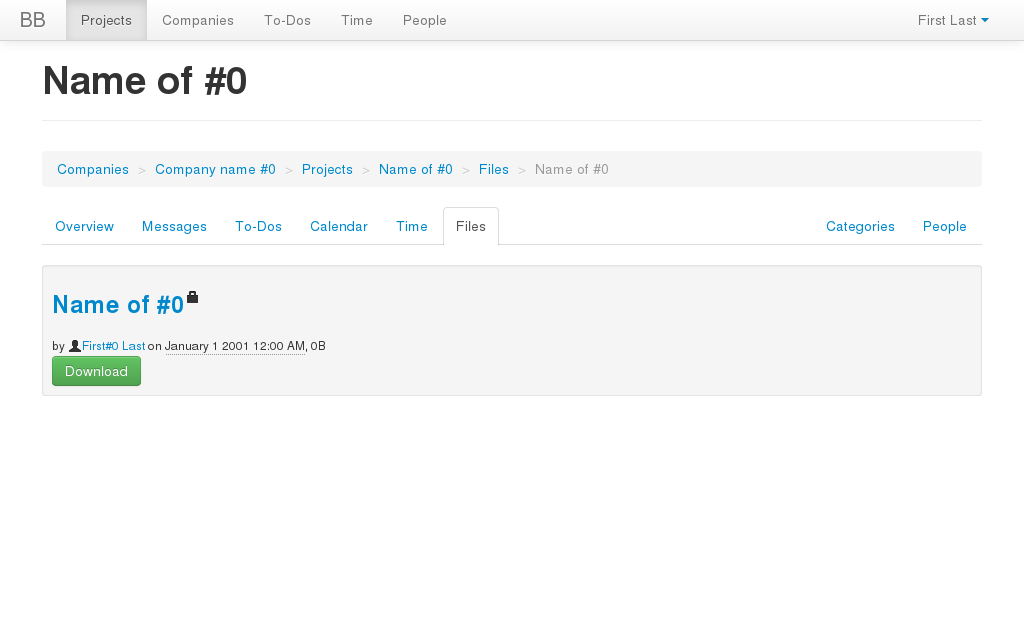 BB Projects Companies To-Dos Time People First Last
Name of #0
Companies > Company name #0 > Projects > Name of #0 > Files > Name of #0
Overview Messages To-Dos Calendar Time Files Categories People
Name of #0
by First#0 Last on January 1 2001 12:00 AM, 0B
Download